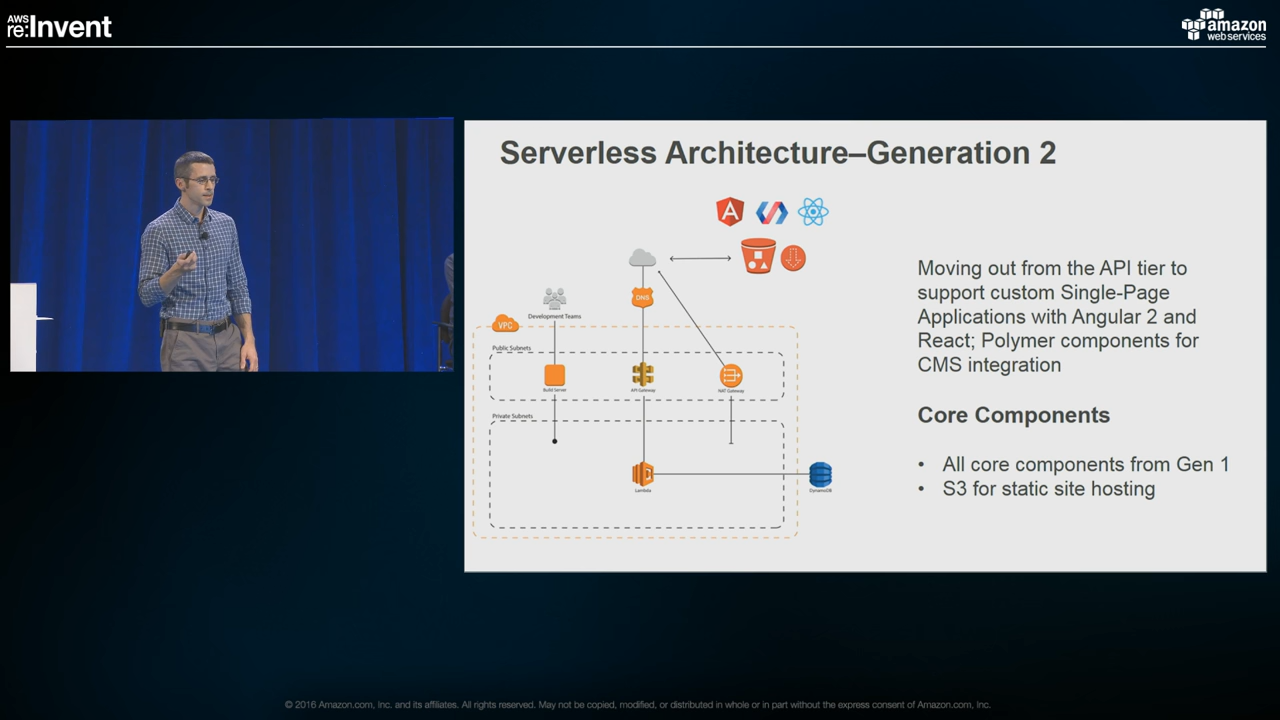 AWS
re:Invent
amazon
web services
Serverless Architecture–Generation 2
DNS
Development Teams
VPC
Public Subnets
Build Server
API Gateway
NAT Gateway
Private Subnets
Lambda
DynamoDB
Moving out from the API tier to
support custom Single-Page
Applications with Angular 2 and
React; Polymer components for
CMS integration
Core Components
• All core components from Gen 1
• S3 for static site hosting
© 2016 Amazon.com, Inc. and its affiliates. All rights reserved. May not be copied, modified, or distributed in whole or in part without the express consent of Amazon.com, Inc.